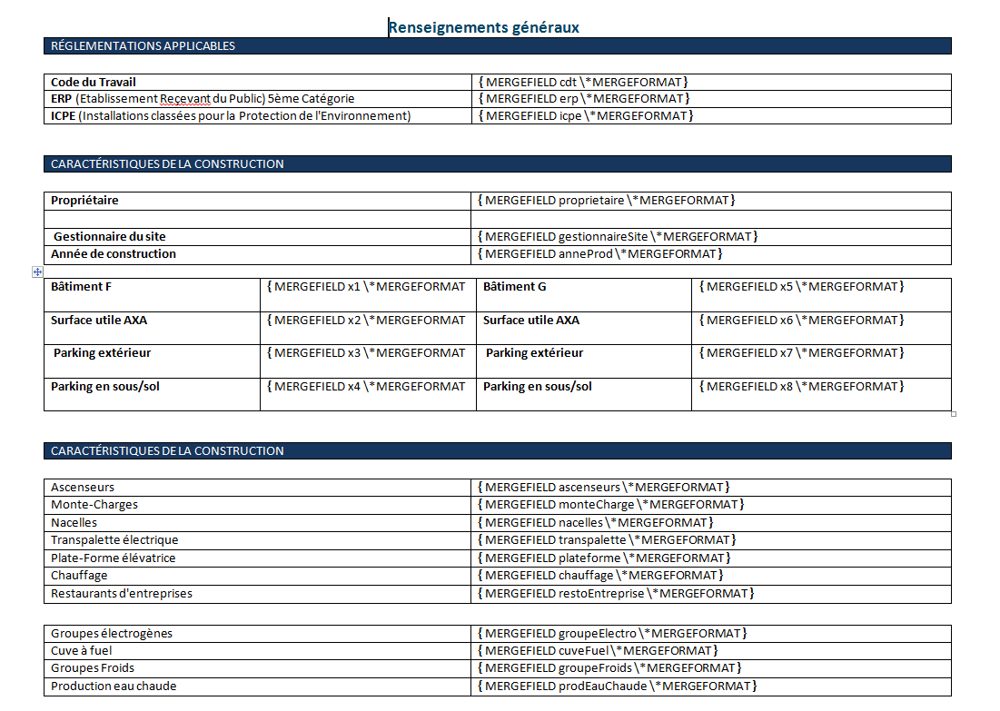 Renseignements généraux
RÉGLEMENTATIONS APPLICABLES
Code du Travail { MERGEFIELD cdt \*MERGEFORMAT }
ERP (Etablissement Reçevant du Public) 5ème Catégorie { MERGEFIELD erp \*MERGEFORMAT }
ICPE (Installations classées pour la Protection de l'Environnement) { MERGEFIELD icpe \*MERGEFORMAT }
CARACTÉRISTIQUES DE LA CONSTRUCTION
Propriétaire { MERGEFIELD proprietaire \*MERGEFORMAT }
Gestionnaire du site { MERGEFIELD gestionnaireSite \*MERGEFORMAT }
Année de construction { MERGEFIELD anneProd \*MERGEFORMAT }
Bâtiment F { MERGEFIELD x1 \*MERGEFORMAT Bâtiment G { MERGEFIELD x5 \*MERGEFORMAT }
Surface utile AXA { MERGEFIELD x2 \*MERGEFORMAT Surface utile AXA { MERGEFIELD x6 \*MERGEFORMAT }
Parking extérieur { MERGEFIELD x3 \*MERGEFORMAT Parking extérieur { MERGEFIELD x7 \*MERGEFORMAT }
Parking en sous/sol { MERGEFIELD x4 \*MERGEFORMAT Parking en sous/sol { MERGEFIELD x8 \*MERGEFORMAT }
CARACTÉRISTIQUES DE LA CONSTRUCTION
Ascenseurs { MERGEFIELD ascenseurs \*MERGEFORMAT }
Monte-Charges { MERGEFIELD monteCharge \*MERGEFORMAT }
Nacelles { MERGEFIELD nacelles \*MERGEFORMAT }
Transpalette électrique { MERGEFIELD transpalette \*MERGEFORMAT }
Plate-Forme élévatrice { MERGEFIELD plateforme \*MERGEFORMAT }
Chauffage { MERGEFIELD chauffage \*MERGEFORMAT }
Restaurants d'entreprises { MERGEFIELD restoEntreprise \*MERGEFORMAT }
Groupes électrogènes { MERGEFIELD groupeElectro \*MERGEFORMAT }
Cuve à fuel { MERGEFIELD cuveFuel \*MERGEFORMAT }
Groupes Froids { MERGEFIELD groupeFroids \*MERGEFORMAT }
Production eau chaude { MERGEFIELD prodEauChaude \*MERGEFORMAT }